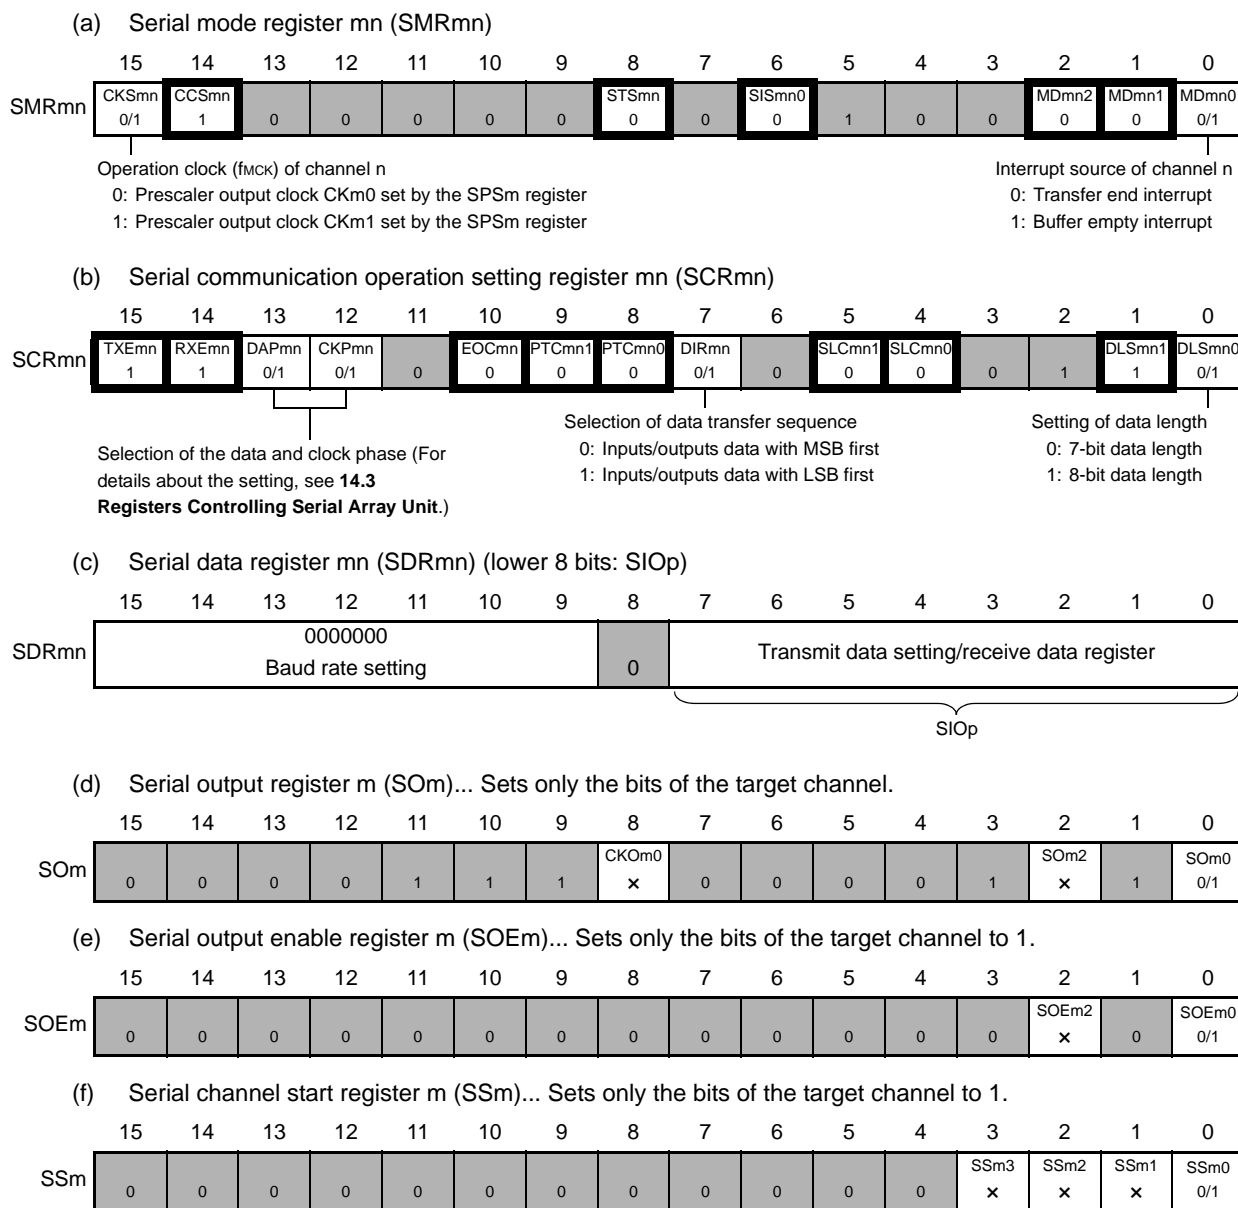 (a) Serial mode register mn (SMRmn)
15 14 13 12 11 10 9 8 7 6 5 4 3 2 1 0
CKSmn CCSmn STSmn SISmn0 MDmn2 MDmn1 MDmn0
SMRmn
0/1 1 0 0 0 0 0 0 0 0 1 0 0 0 0 0/1
Operation clock (fMCK) of channel n
0: Prescaler output clock CKm0 set by the SPSm register
1: Prescaler output clock CKm1 set by the SPSm register
Interrupt source of channel n
0: Transfer end interrupt
1: Buffer empty interrupt
(b) Serial communication operation setting register mn (SCRmn)
15 14 13 12 11 10 9 8 7 6 5 4 3 2 1 0
TXEmn RXEmn DAPmn CKPmn EOCmn PTCmn1 PTCmn0 DIRmn SLCmn1 SLCmn0 DLSmn1 DLSmn0
SCRmn
1 1 0/1 0/1 0 0 0 0 0/1 0 0 0 0 1 1 0/1
Selection of the data and clock phase (For
details about the setting, see 14.3
Registers Controlling Serial Array Unit.)
Selection of data transfer sequence
0: Inputs/outputs data with MSB first
1: Inputs/outputs data with LSB first
Setting of data length
0: 7-bit data length
1: 8-bit data length
(c) Serial data register mn (SDRmn) (lower 8 bits: SIOp)
15 14 13 12 11 10 9 8 7 6 5 4 3 2 1 0
SDRmn
0000000
Baud rate setting
0
Transmit data setting/receive data register
SIOp
(d) Serial output register m (SOm)... Sets only the bits of the target channel.
15 14 13 12 11 10 9 8 7 6 5 4 3 2 1 0
CKOm0 SOm2 SOm0
SOm
0 0 0 0 1 1 1 × 0 0 0 0 1 × 1 0/1
(e) Serial output enable register m (SOEm)... Sets only the bits of the target channel to 1.
15 14 13 12 11 10 9 8 7 6 5 4 3 2 1 0
SOEm2 SOEm0
SOEm
0 0 0 0 0 0 0 0 0 0 0 0 0 × 0 0/1
(f) Serial channel start register m (SSm)... Sets only the bits of the target channel to 1.
15 14 13 12 11 10 9 8 7 6 5 4 3 2 1 0
SSm3 SSm2 SSm1 SSm0
SSm
0 0 0 0 0 0 0 0 0 0 0 0 × × × 0/1